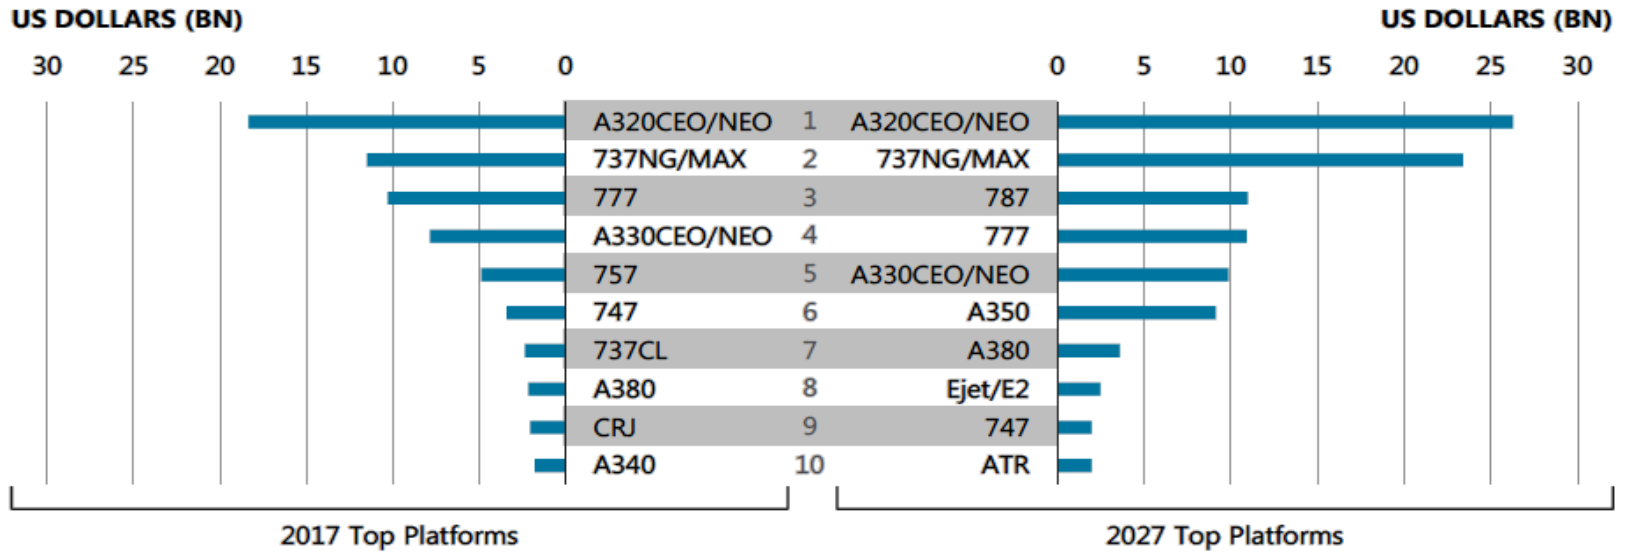 US DOLLARS (BN) US DOLLARS (BN)
30 25 20 15 10 5 0 0 5 10 15 20 25 30
A320CEO/NEO 1 A320CEO/NEO
737NG/MAX 2 737NG/MAX
777 3 787
A330CEO/NEO 4 777
757 5 A330CEO/NEO
747 6 A350
737CL 7 A380
A380 8 Ejet/E2
CRJ 9 747
A340 10 ATR
2017 Top Platforms 2027 Top Platforms